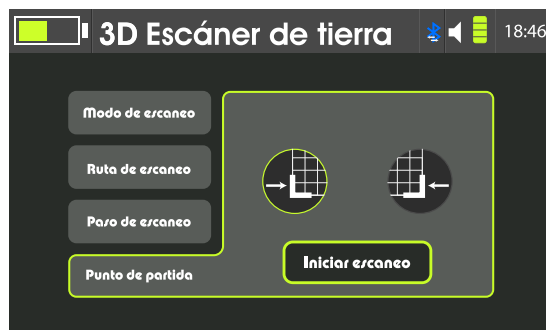 3D Escáner de tierra
18:46
Modo de escaneo
Ruta de escaneo
Paso de escaneo
Punto de partida
Iniciar escaneo